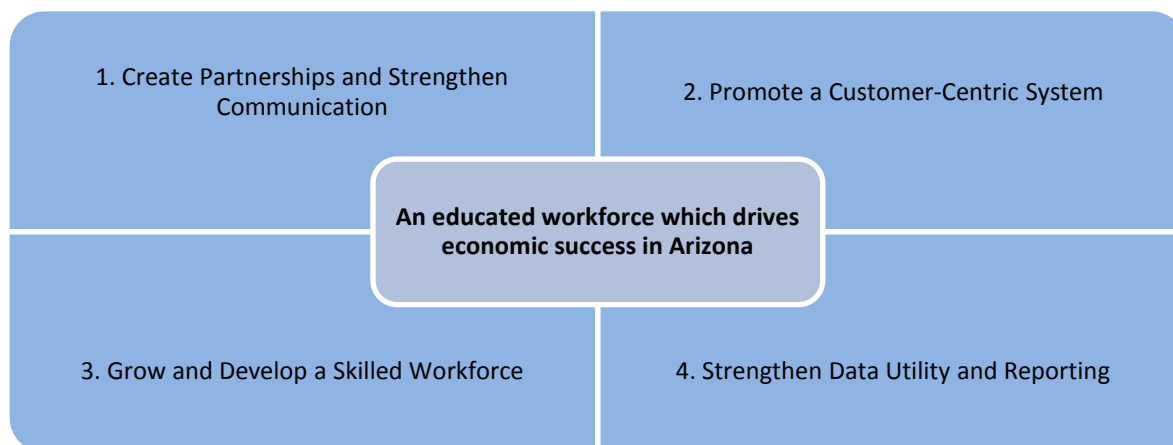 1. Create Partnerships and Strengthen
Communication
2. Promote a Customer-Centric System
An educated workforce which drives
economic success in Arizona
3. Grow and Develop a Skilled Workforce
4. Strengthen Data Utility and Reporting